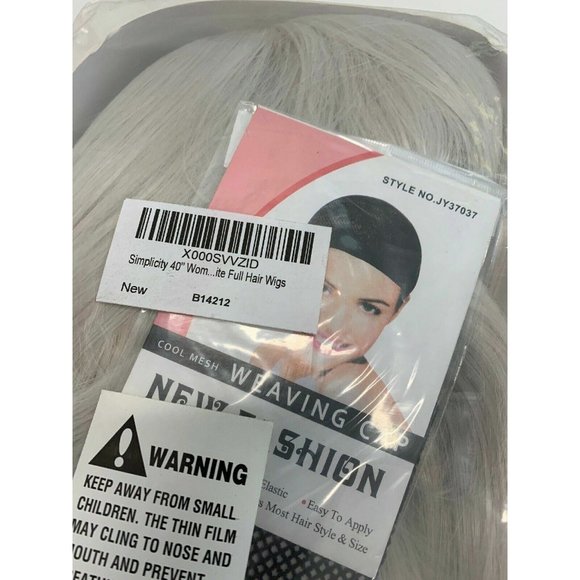 STYLE NO.JY37037
X000SVVZID
Simplicity 40" Wom...ite Full Hair Wigs
New B14212
COOL MESH WEAVING CAP
NEW FASHION
Elastic • Easy To Apply
Most Hair Style & Size
WARNING
KEEP AWAY FROM SMALL
CHILDREN. THE THIN FILM
MAY CLING TO NOSE AND
MOUTH AND PREVENT